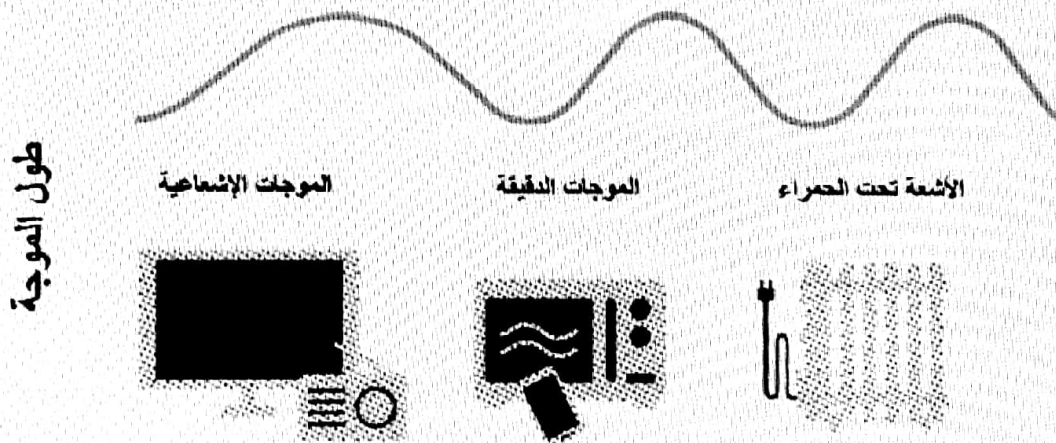 طول الموجة
الموجات الإشعاعية
الموجات الدقيقة
الأشعة تحت الحمراء